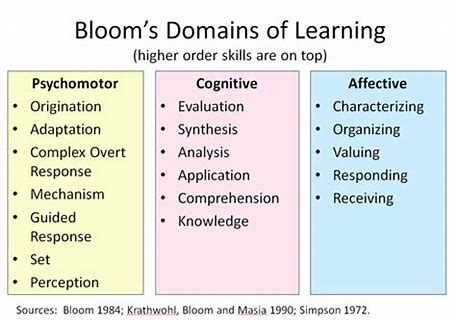 Bloom's Domains of Learning
(higher order skills are on top)
Psychomotor
• Origination
• Adaptation
• Complex Overt
Response
• Mechanism
• Guided
Response
• Set
• Perception
Cognitive
• Evaluation
• Synthesis
• Analysis
• Application
• Comprehension
• Knowledge
Affective
• Characterizing
• Organizing
• Valuing
• Responding
• Receiving
Sources: Bloom 1984; Krathwohl, Bloom and Masia 1990; Simpson 1972.